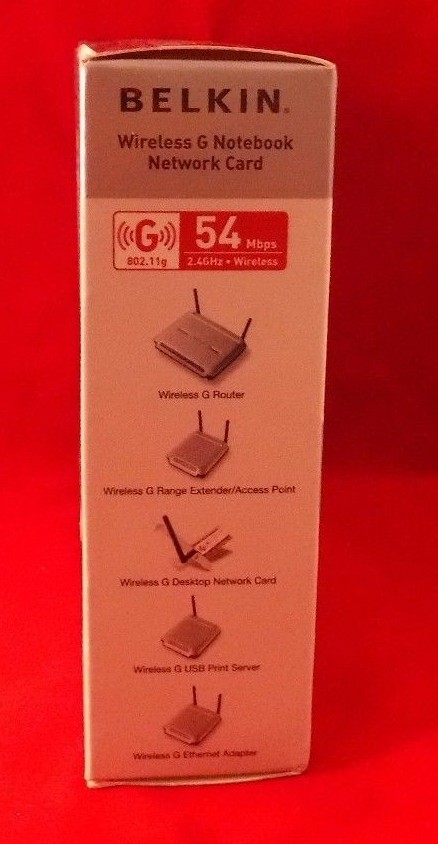 BELKIN.
Wireless G Notebook
Network Card
G 54 Mbps
802.11g 2.4GHz • Wireless
Wireless G Router
Wireless G Range Extender/Access Point
Wireless G Desktop Network Card
Wireless G USB Print Server
Wireless G Ethernet Adapter